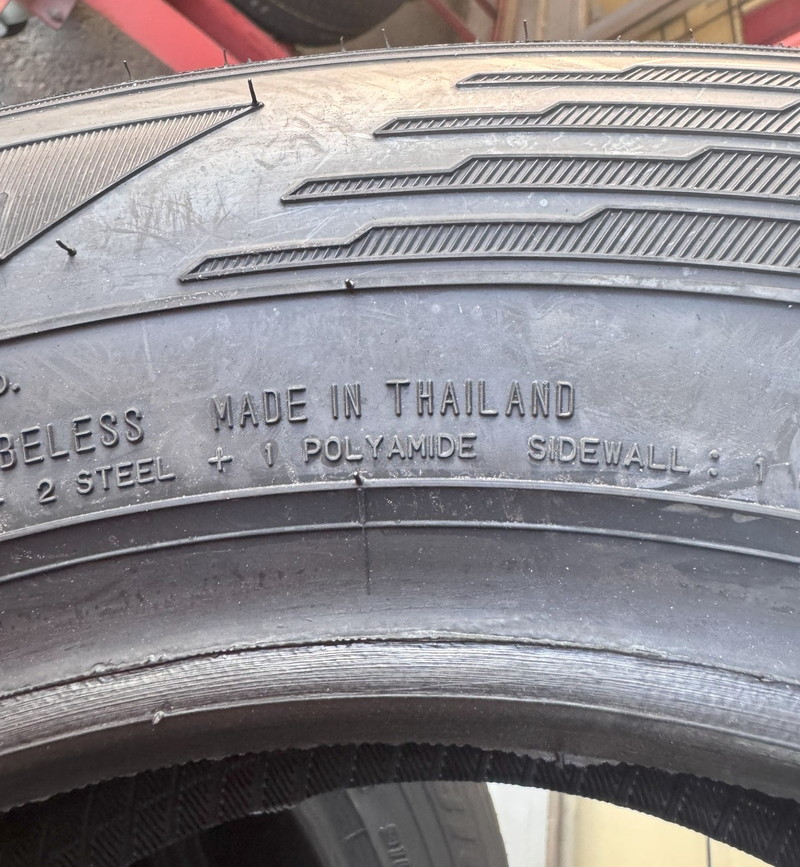 BELESS MADE IN THAILAND
2 STEEL + 1 POLYAMIDE SIDEWALL : 1